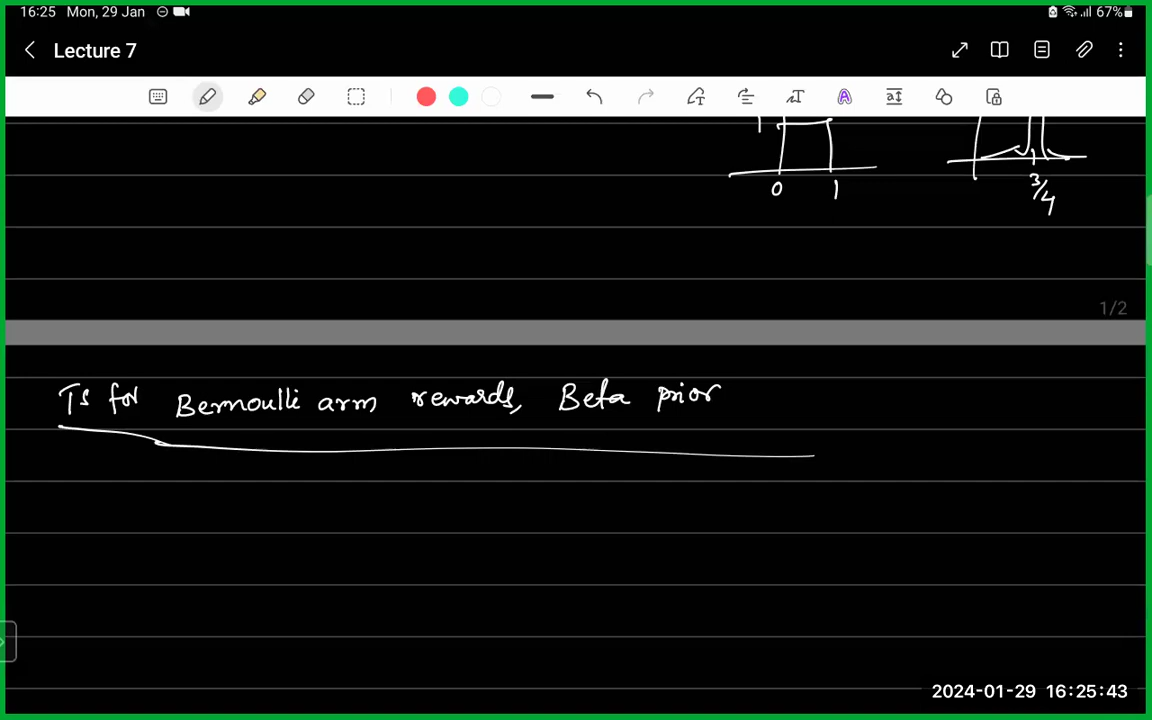 16:25 Mon, 29 Jan 67%
Lecture 7
1
0 1 3/4
1/2
Ts for Bernoulli arm rewards, Beta prior
2024-01-29 16:25:43